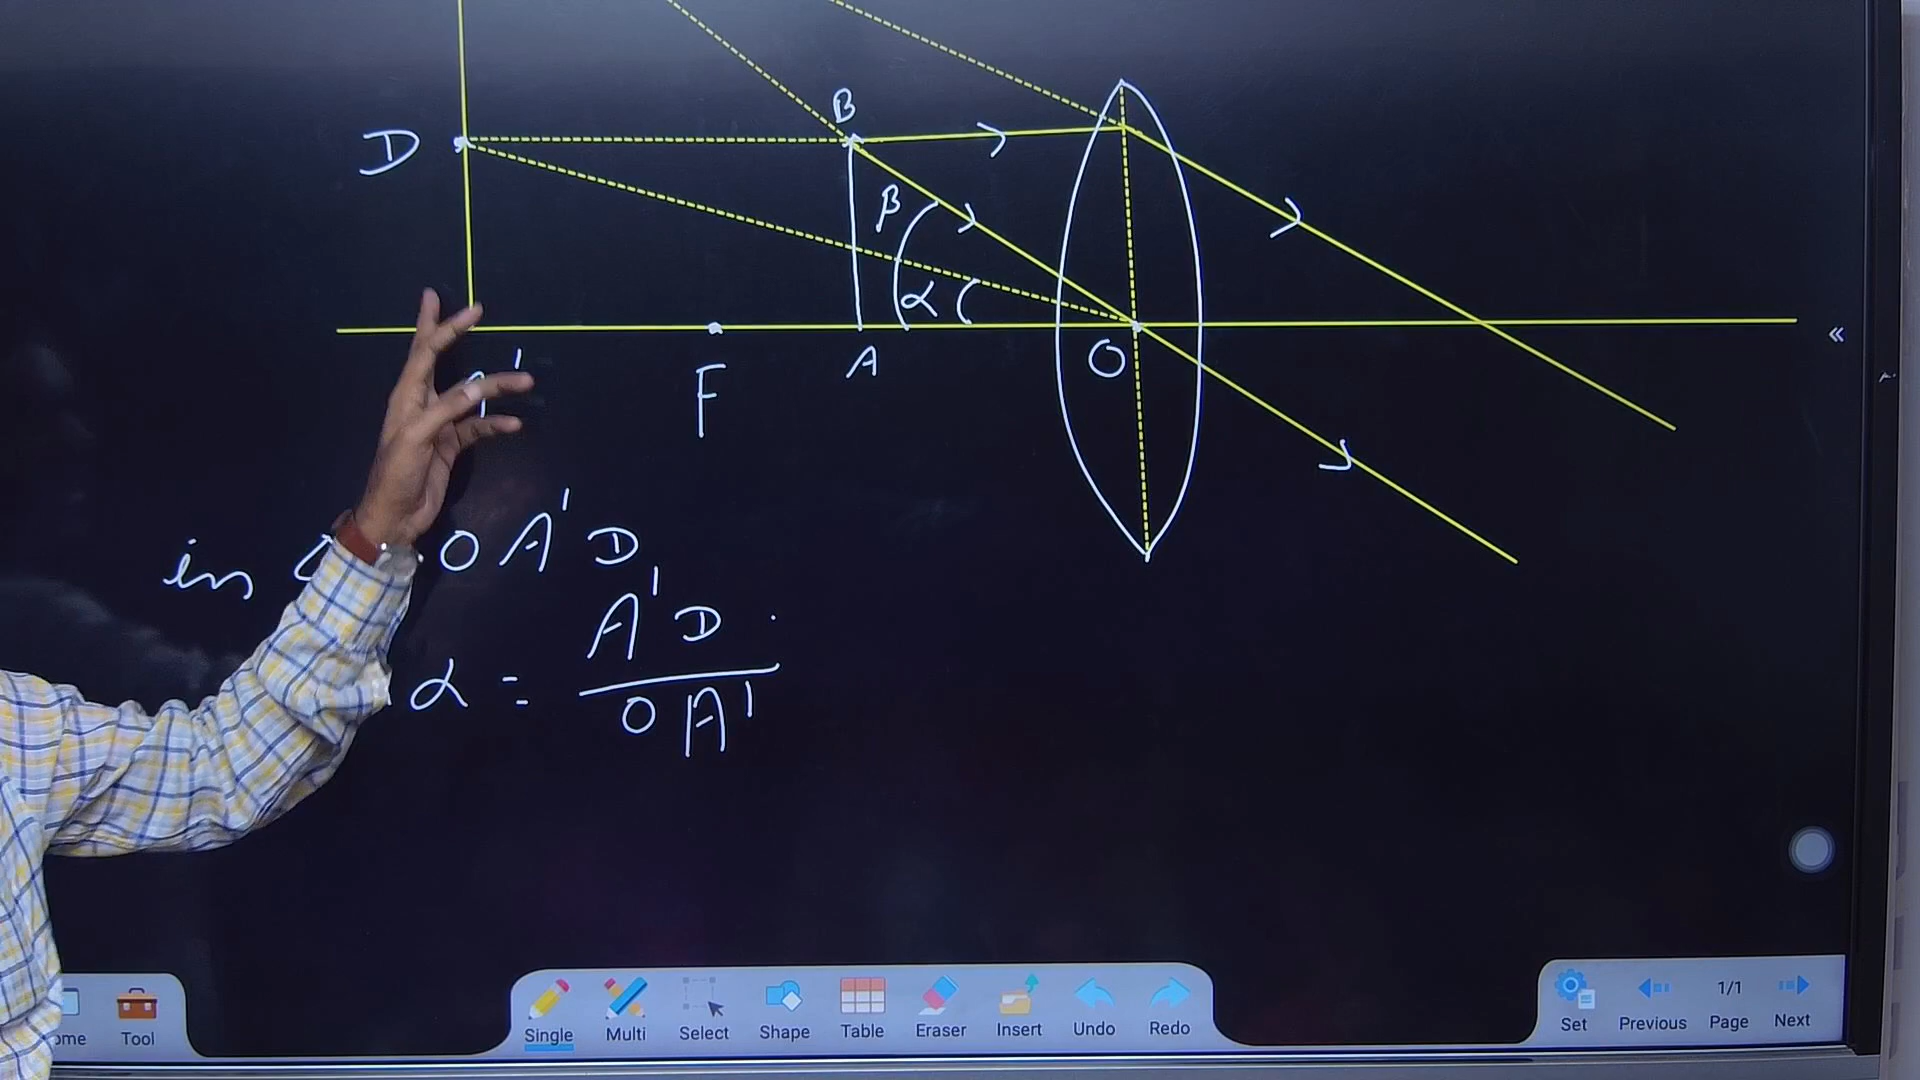 B
D
β
α
A'
F
A
O
in OA'D,
A'D
α =
OA'
Tool
Single
Multi
Select
Shape
Table
Eraser
Insert
Undo
Redo
Set
Previous
1/1
Page
Next